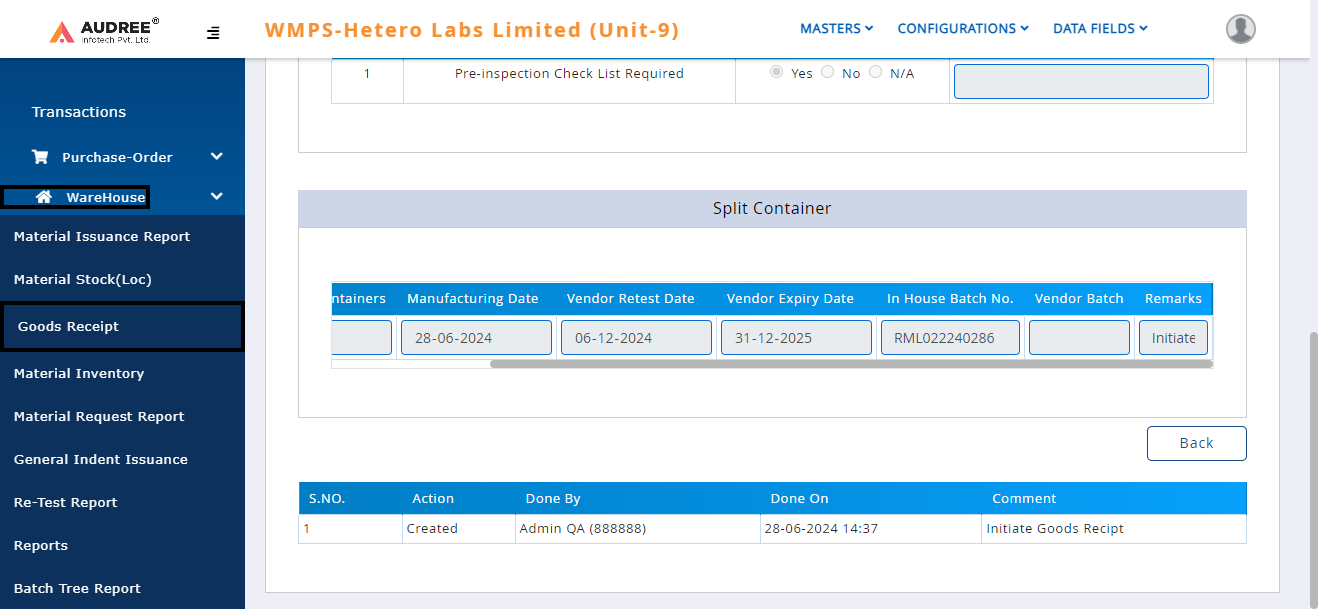 AUDREE®
Infotech Pvt. Ltd.
WMPS-Hetero Labs Limited (Unit-9)
MASTERS
CONFIGURATIONS
DATA FIELDS
Transactions
Purchase-Order
WareHouse
Material Issuance Report
Material Stock(Loc)
Goods Receipt
Material Inventory
Material Request Report
General Indent Issuance
Re-Test Report
Reports
Batch Tree Report
1 Pre-inspection Check List Required Yes No N/A
Split Container
ntainers Manufacturing Date Vendor Retest Date Vendor Expiry Date In House Batch No. Vendor Batch Remarks
28-06-2024 06-12-2024 31-12-2025 RML022240286 Initiate
Back
S.NO. Action Done By Done On Comment
1 Created Admin QA (888888) 28-06-2024 14:37 Initiate Goods Recipt